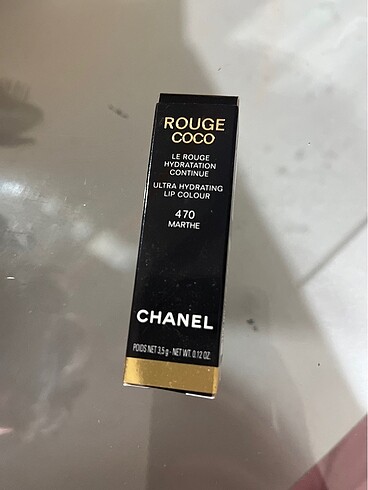 ROUGE
COCO
LE ROUGE
HYDRATATION
CONTINUE
ULTRA HYDRATING
LIP COLOUR
470
MARTHE
CHANEL
POIDS NET 3,5 g - NET WT. 0.12 OZ.